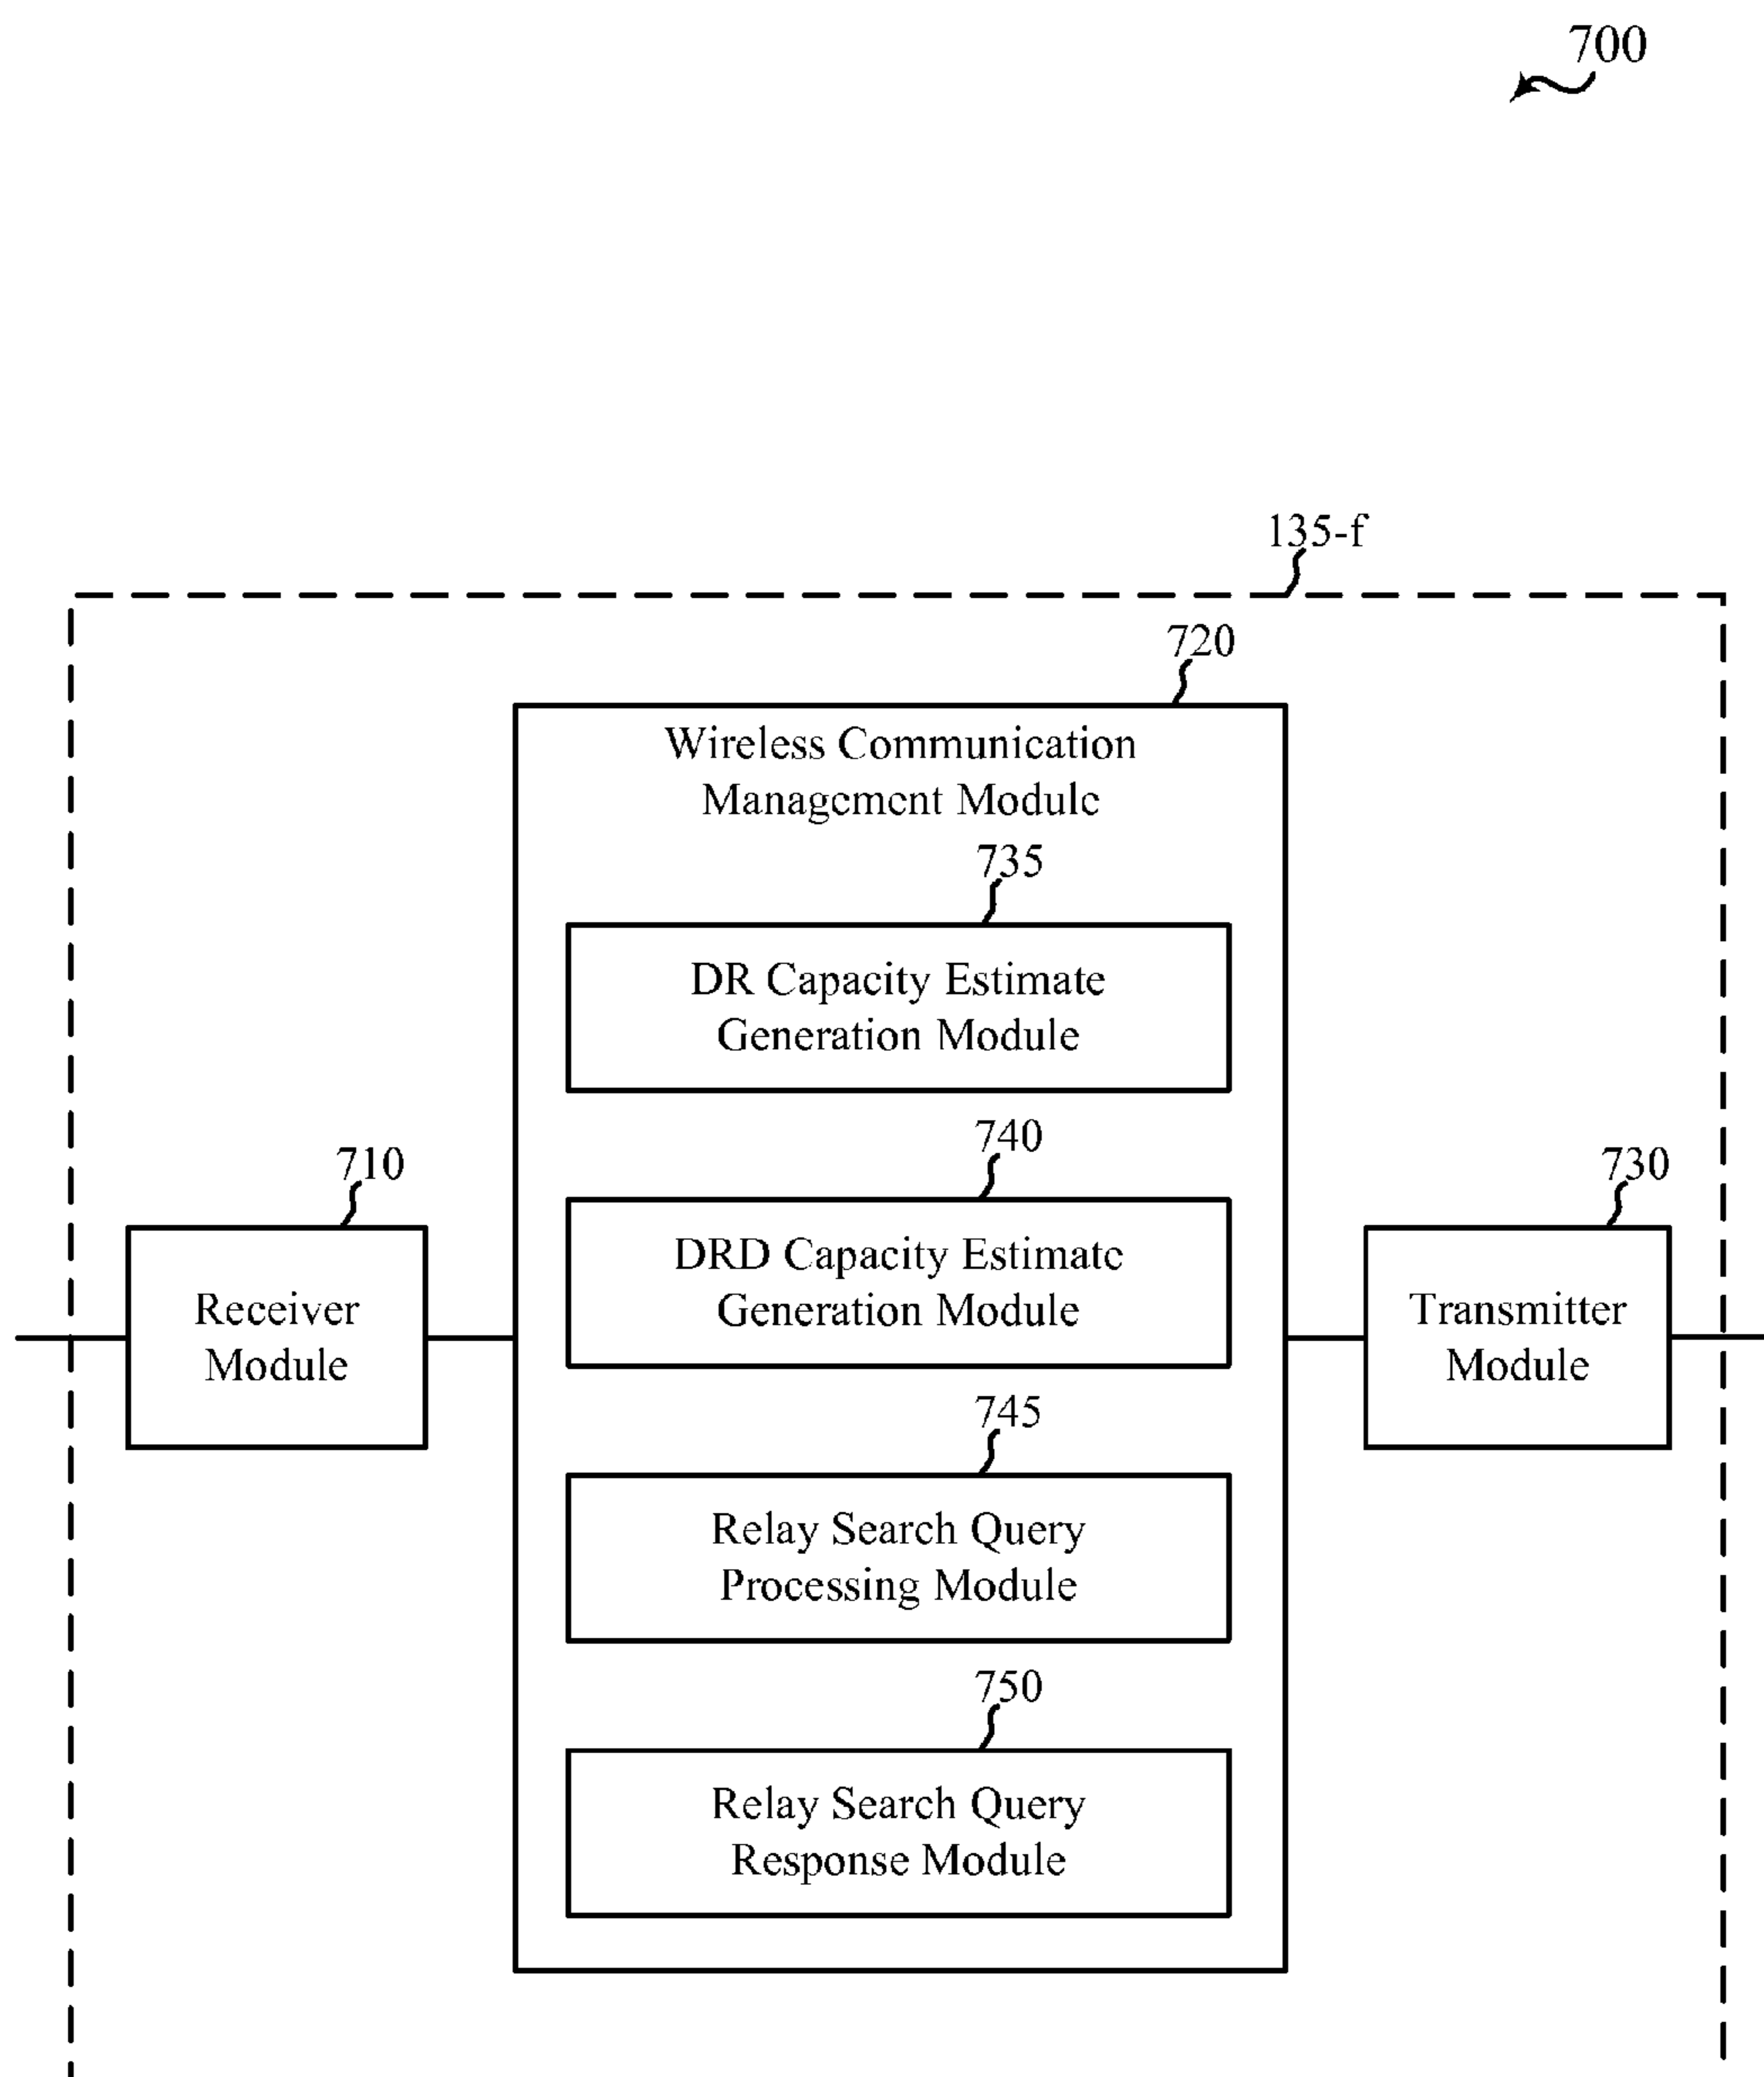 700
135-f
720
Wireless Communication
Management Module
735
DR Capacity Estimate
Generation Module
740
DRD Capacity Estimate
Generation Module
710
Receiver
Module
730
Transmitter
Module
745
Relay Search Query
Processing Module
750
Relay Search Query
Response Module